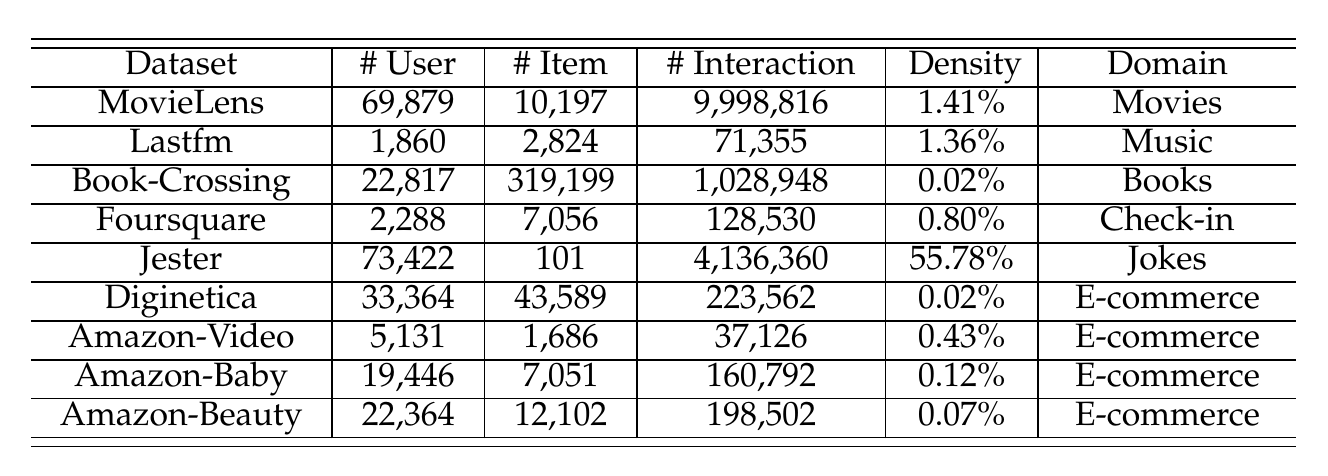 Dataset # User # Item # Interaction Density Domain
MovieLens 69,879 10,197 9,998,816 1.41% Movies
Lastfm 1,860 2,824 71,355 1.36% Music
Book-Crossing 22,817 319,199 1,028,948 0.02% Books
Foursquare 2,288 7,056 128,530 0.80% Check-in
Jester 73,422 101 4,136,360 55.78% Jokes
Diginetica 33,364 43,589 223,562 0.02% E-commerce
Amazon-Video 5,131 1,686 37,126 0.43% E-commerce
Amazon-Baby 19,446 7,051 160,792 0.12% E-commerce
Amazon-Beauty 22,364 12,102 198,502 0.07% E-commerce